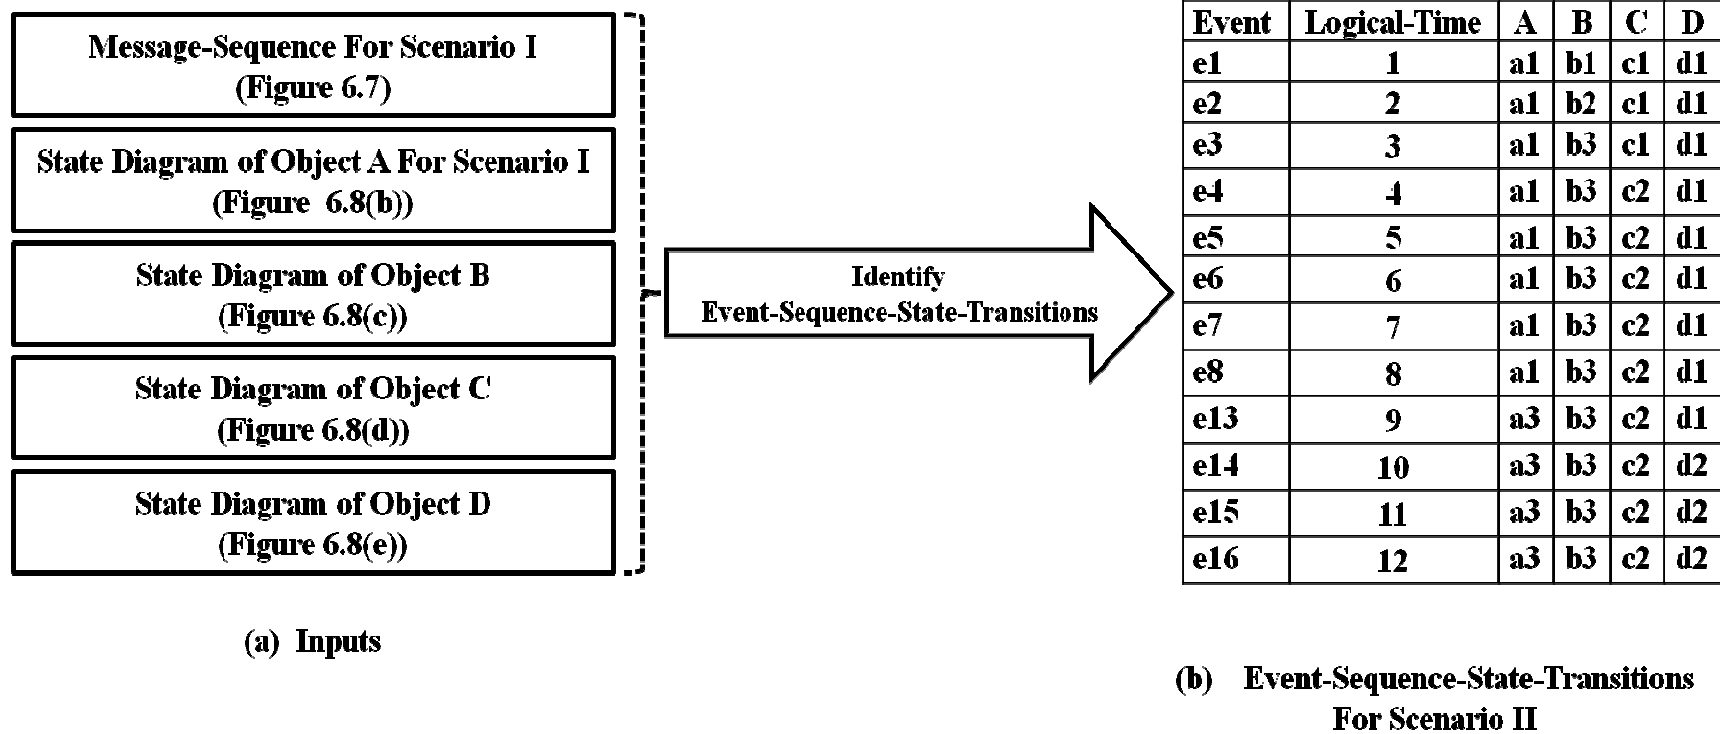 Message-Sequence For Scenario I
(Figure 6.7)
State Diagram of Object A For Scenario I
(Figure 6.8(b))
State Diagram of Object B
(Figure 6.8(c))
State Diagram of Object C
(Figure 6.8(d))
State Diagram of Object D
(Figure 6.8(e))
(a) Inputs
Identify
Event-Sequence-State-Transitions
Event Logical-Time A B C D
e1 1 a1 b1 c1 d1
e2 2 a1 b2 c1 d1
e3 3 a1 b3 c1 d1
e4 4 a1 b3 c2 d1
e5 5 a1 b3 c2 d1
e6 6 a1 b3 c2 d1
e7 7 a1 b3 c2 d1
e8 8 a1 b3 c2 d1
e13 9 a3 b3 c2 d1
e14 10 a3 b3 c2 d2
e15 11 a3 b3 c2 d2
e16 12 a3 b3 c2 d2
(b) Event-Sequence-State-Transitions
For Scenario II